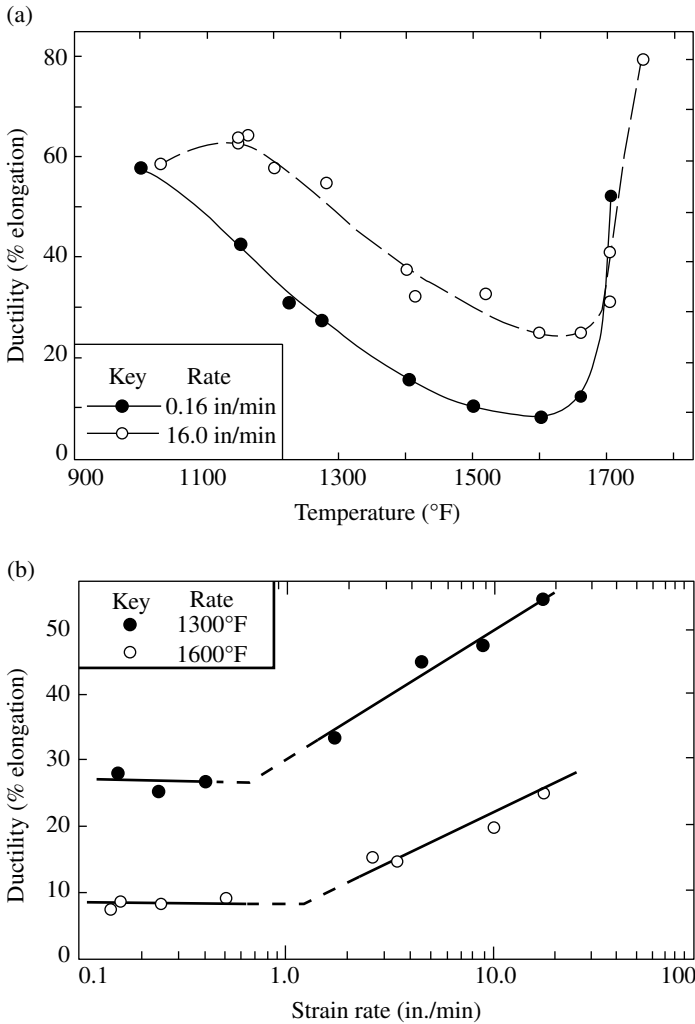 (a)
80
60
40
20
0
Ductility (% elongation)
Key Rate
0.16 in/min
16.0 in/min
900 1100 1300 1500 1700
Temperature (°F)
(b)
Key Rate
1300°F
1600°F
50
40
30
20
10
0
Ductility (% elongation)
0.1 1.0 10.0 100
Strain rate (in./min)